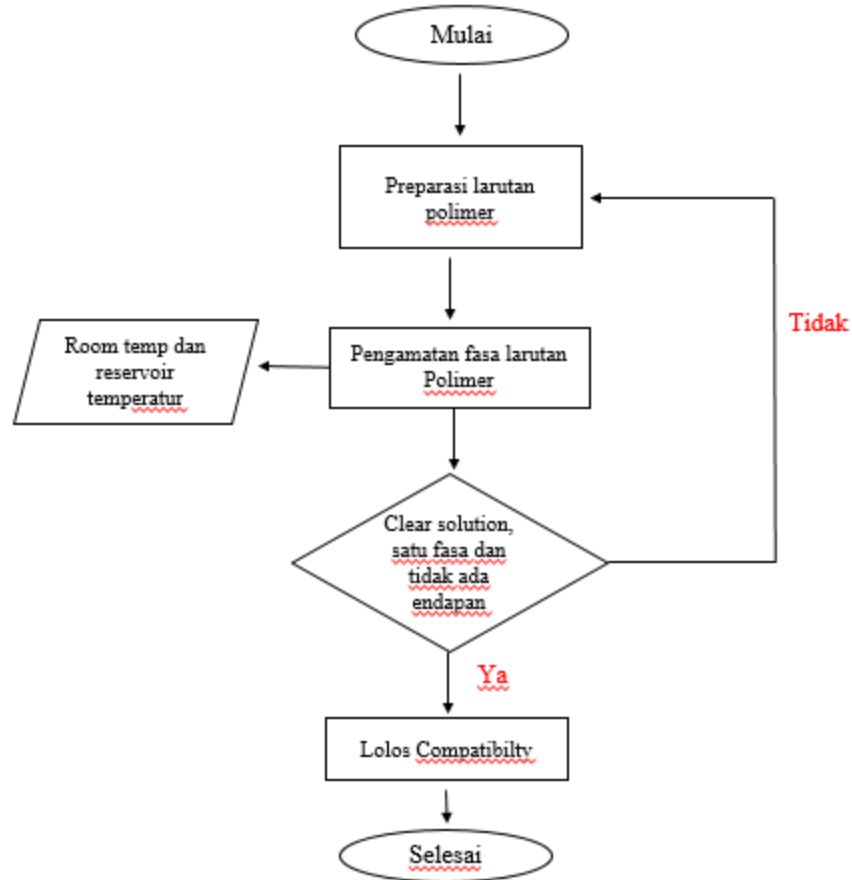 Mulai
Preparasi larutan
polimer
Tidak
Room temp dan
reservoir
temperatur
Pengamatan fasa larutan
Polimer
Clear solution,
satu fasa dan
tidak ada
endapan
Ya
Lolos Compatibilty
Selesai